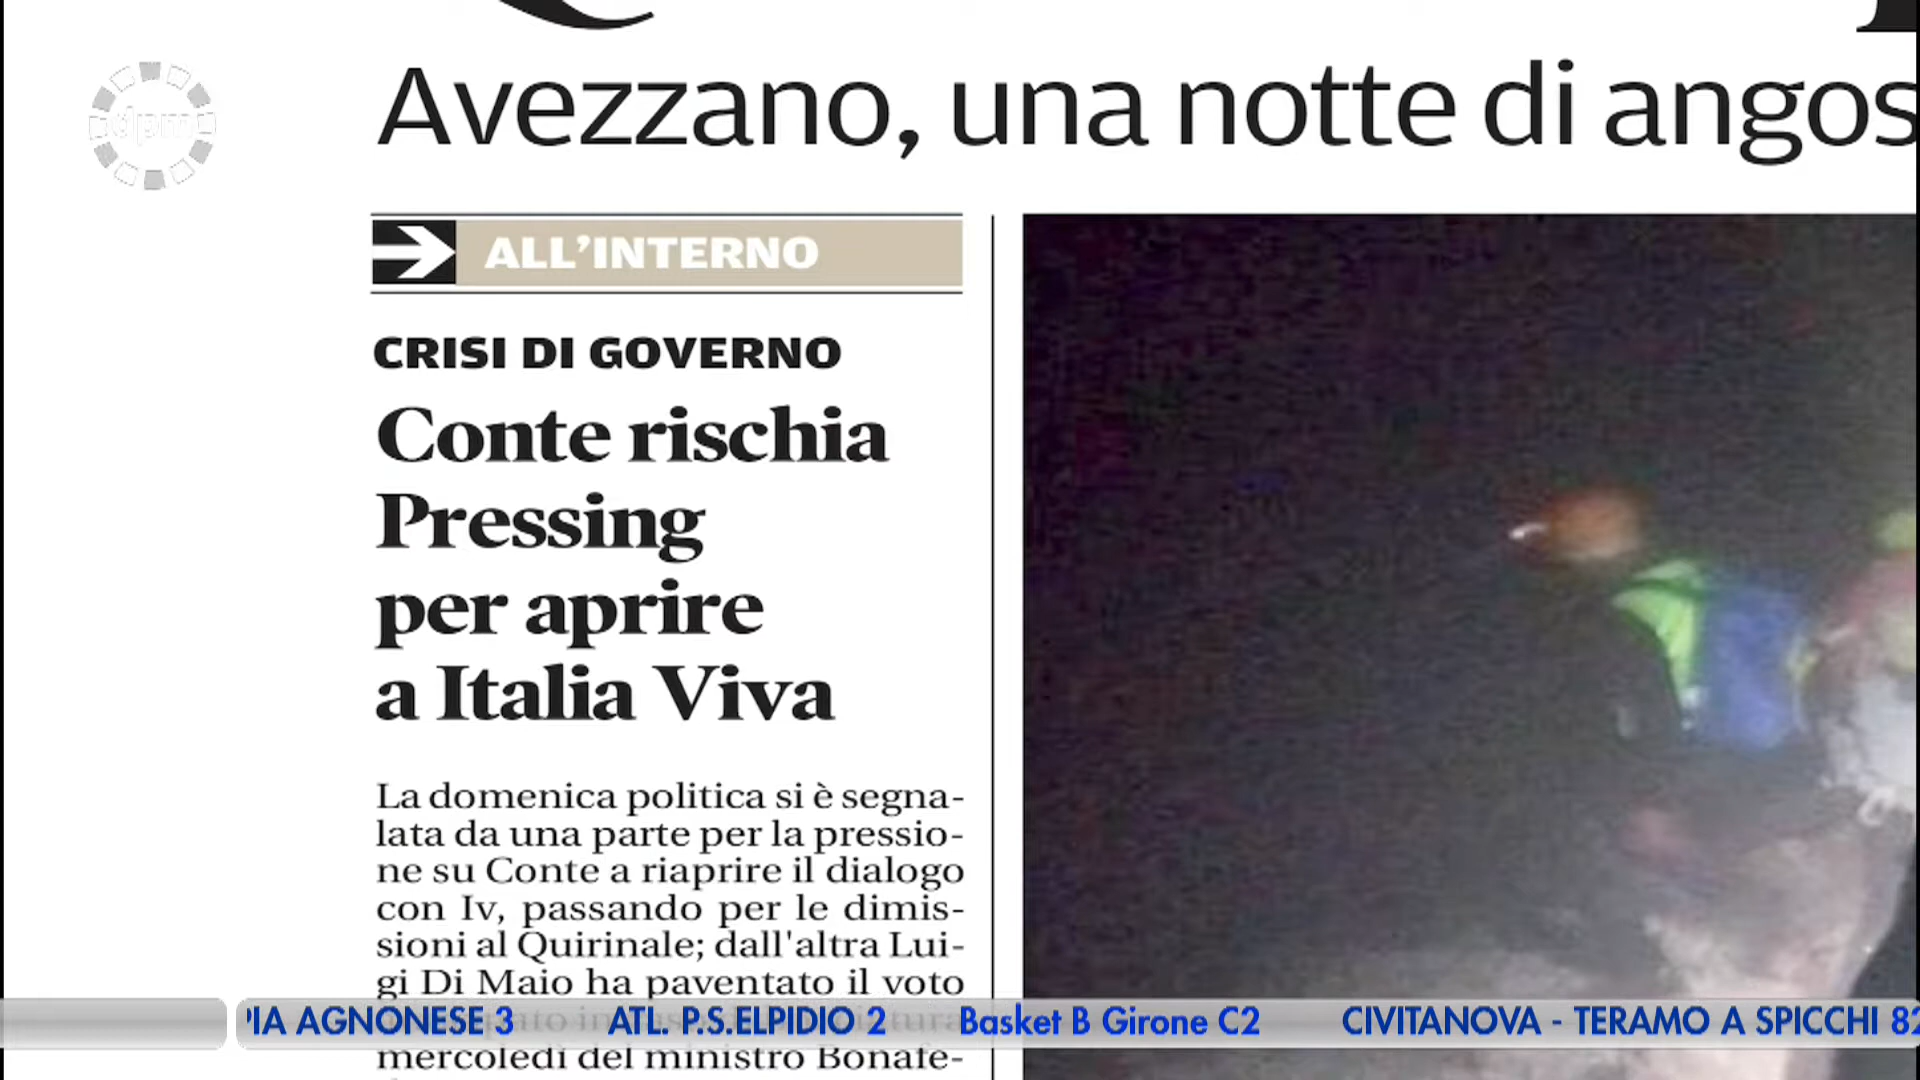 dpm
Avezzano, una notte di angos
ALL'INTERNO
CRISI DI GOVERNO
Conte rischia
Pressing
per aprire
a Italia Viva
La domenica politica si è segna-
lata da una parte per la pressio-
ne su Conte a riaprire il dialogo
con Iv, passando per le dimis-
sioni al Quirinale; dall'altra Lui-
gi Di Maio ha paventato il voto
PIA AGNONESE 3 ATL. P.S.ELPIDIO 2 Basket B Girone C2 CIVITANOVA - TERAMO A SPICCHI 82
mercoledì del ministro Bonafe-